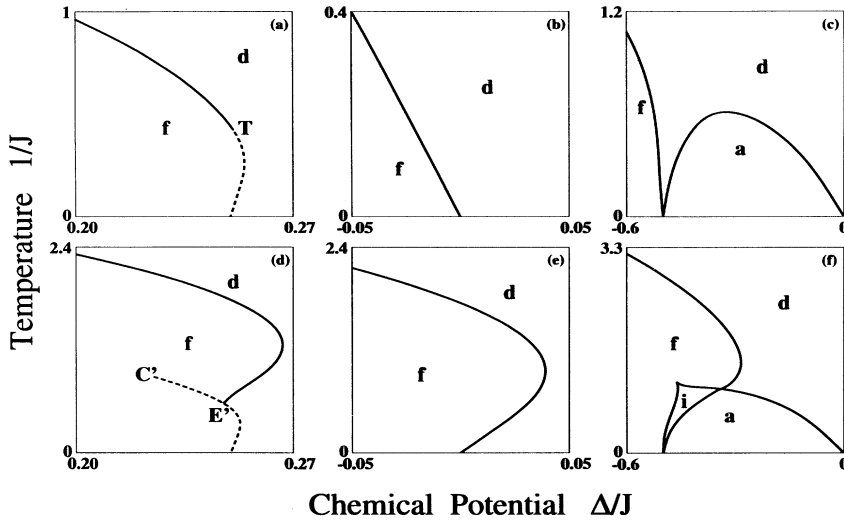 1 (a) 0.4 (b) 1.2 (c)
d d d
f T f f a
0 0 0
0.20 0.27 -0.05 0.05 -0.6 0
2.4 (d) 2.4 (e) 3.3 (f)
d d d
f f f
C' E' i a
0 0 0
0.20 0.27 -0.05 0.05 -0.6 0
Temperature 1/J
Chemical Potential Δ/J